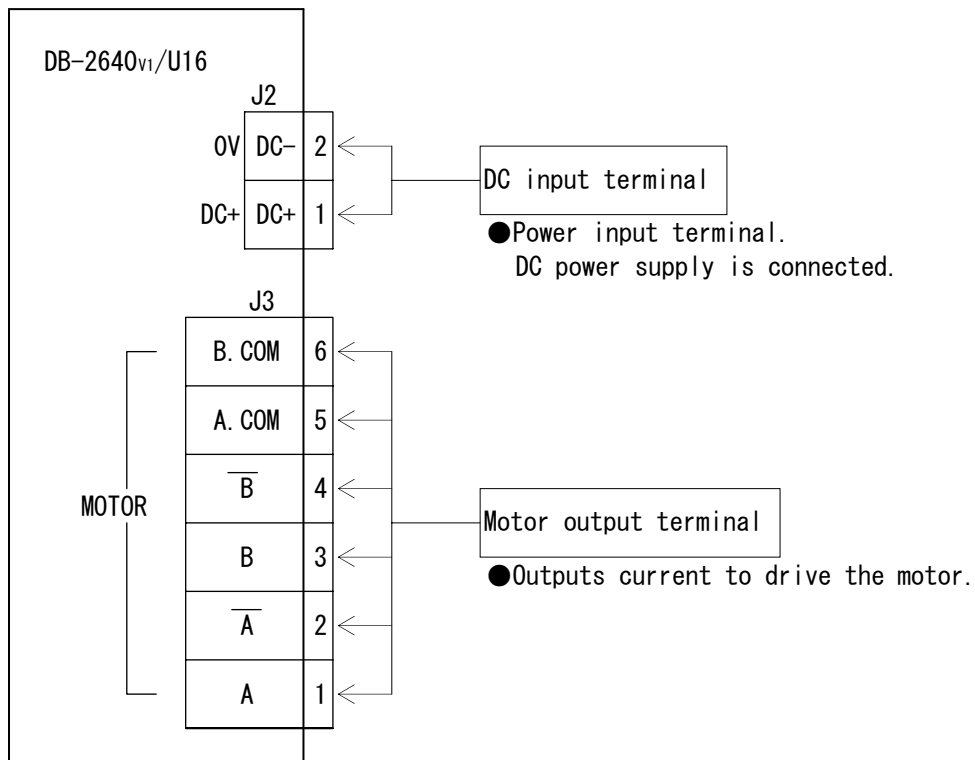 DB-2640V1/U16
J2
0V DC- 2
DC+ DC+ 1
DC input terminal
●Power input terminal.
DC power supply is connected.
J3
B.COM 6
A.COM 5
B̅ 4
B 3
A̅ 2
A 1
MOTOR
Motor output terminal
●Outputs current to drive the motor.